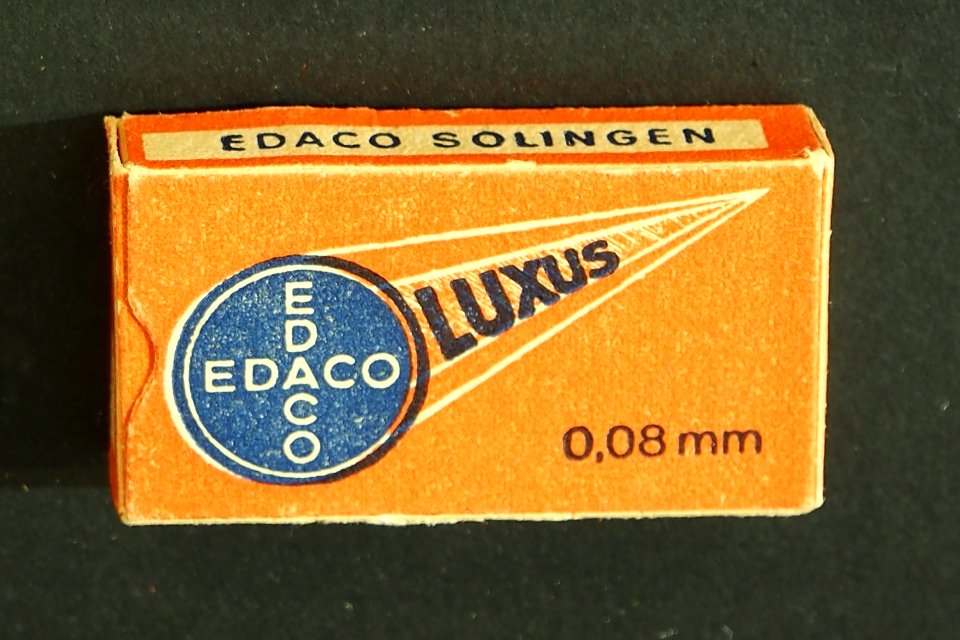 EDACO SOLINGEN
LUXUS
EDACO
EDACO
0,08 mm